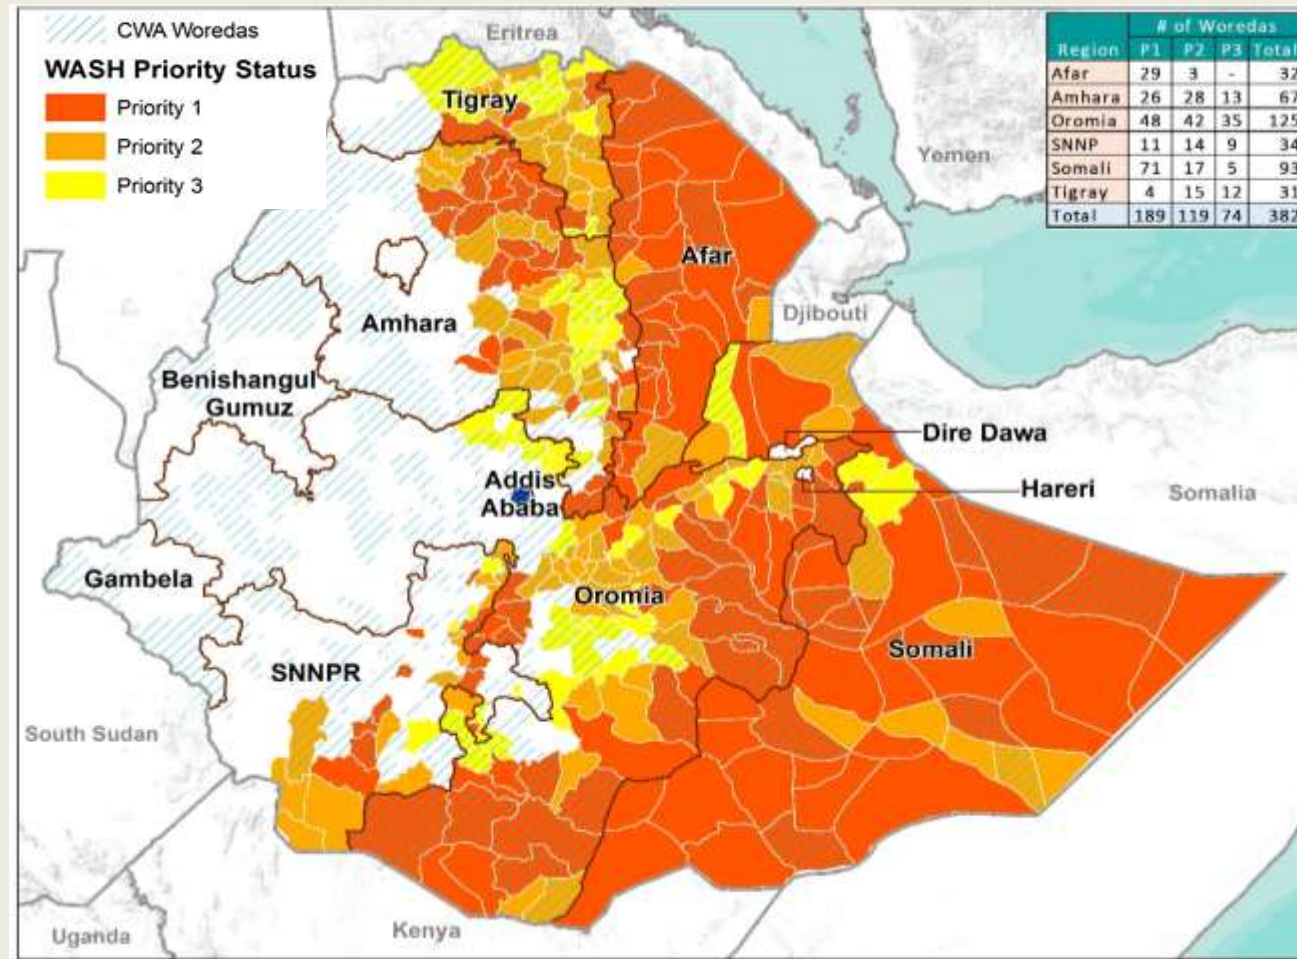 CWA Woredas
WASH Priority Status
Priority 1
Priority 2
Priority 3
# of Woredas
Region P1 P2 P3 Total
Afar 29 3 - 32
Amhara 26 28 13 67
Oromia 48 42 35 125
SNNP 11 14 9 34
Somali 71 17 5 93
Tigray 4 15 12 31
Total 189 119 74 382
Eritrea
Tigray
Yemen
Afar
Djibouti
Amhara
Benishangul
Gumuz
Dire Dawa
Addis
Ababa
Hareri
Somalia
Gambela
Oromia
Somali
SNNPR
South Sudan
Kenya
Uganda